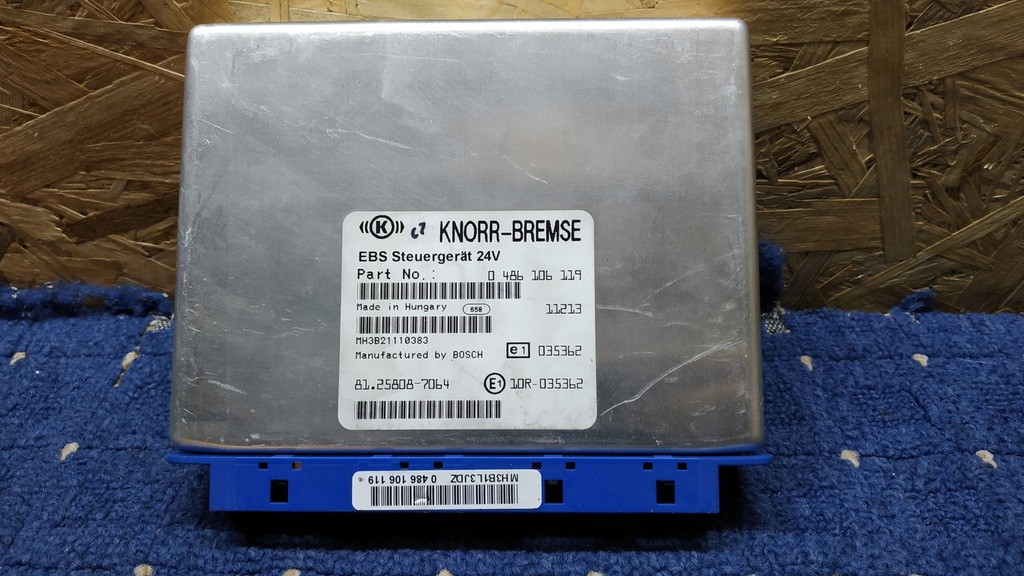 ((K)) KNORR-BREMSE
EBS Steuergerät 24V
Part No.: 0 486 106 119
Made in Hungary 658 11213
MH3B21110383
Manufactured by BOSCH e1 035362
81.25808-7064 E1 10R-035362
MH3B1L3JDZ 0 486 106 119